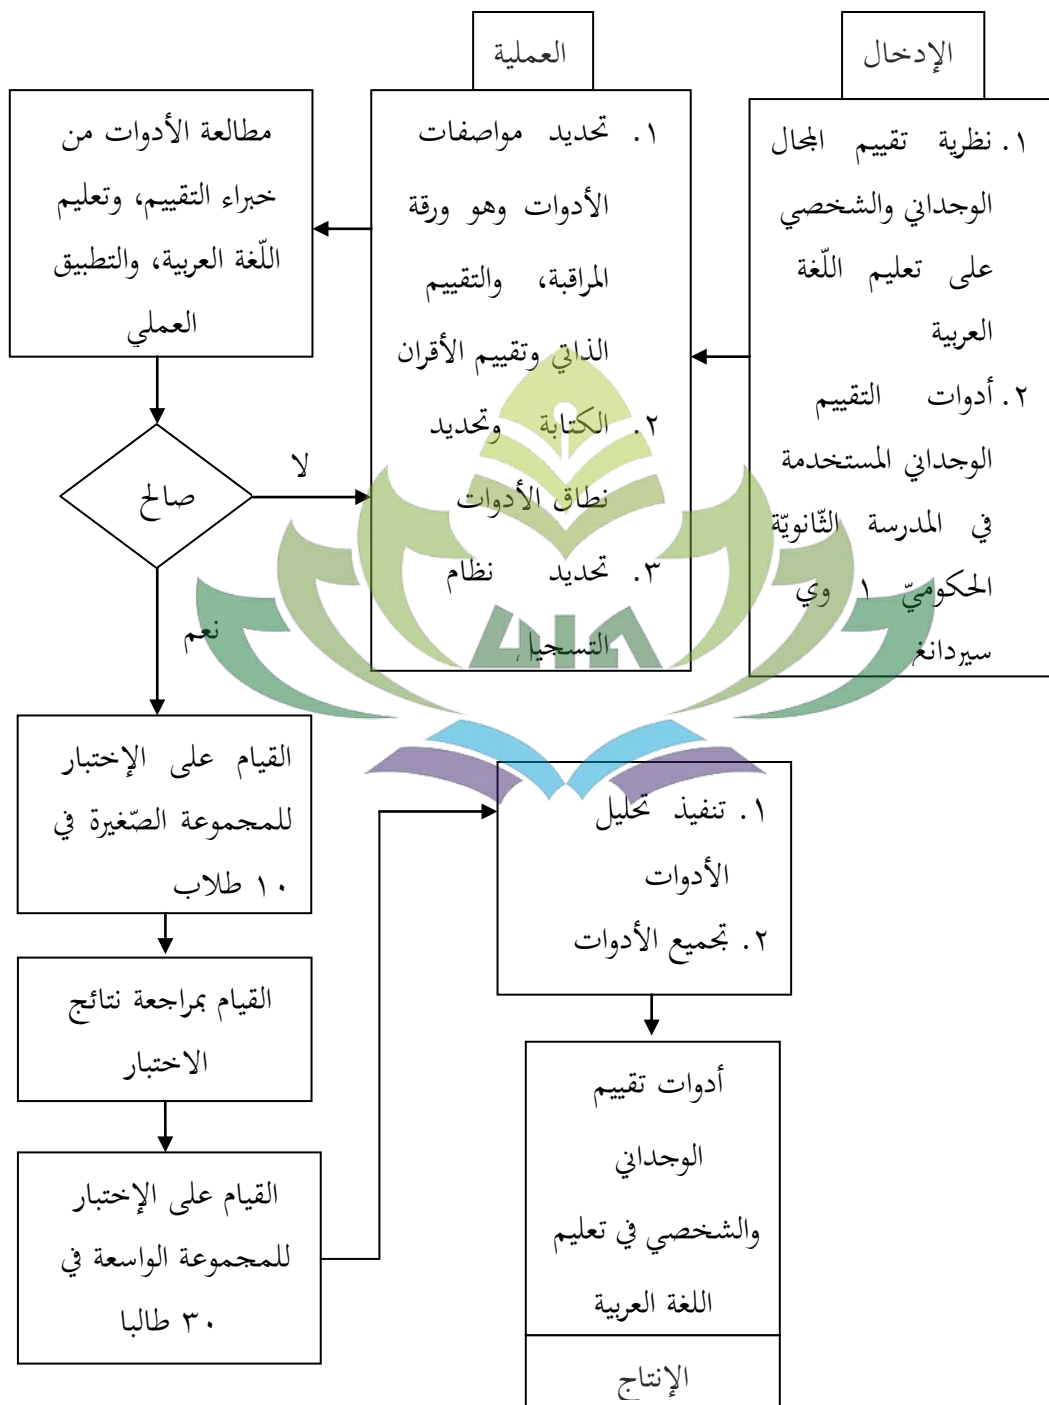 الإدخال
١. نظرية تقييم المجال
الوجداني والشخصي
على تعليم اللّغة
العربية
٢. أدوات التقييم
الوجداني المستخدمة
في المدرسة الثّانويّة
الحكوميّ ١ وي
سيردانغ
العملية
١. تحديد مواصفات
الأدوات وهو ورقة
المراقبة، والتقييم
الذاتي وتقييم الأقران
٢. الكتابة وتحديد
نطاق الأدوات
٣. تحديد نظام
التسجيل
مطالعة الأدوات من
خبراء التقييم، وتعليم
اللّغة العربية، والتطبيق
العملي
صالح
لا
نعم
القيام على الإختبار
للمجموعة الصّغيرة في
١٠ طلاب
القيام بمراجعة نتائج
الاختبار
القيام على الإختبار
للمجموعة الواسعة في
٣٠ طالبا
١. تنفيذ تحليل
الأدوات
٢. تجميع الأدوات
أدوات تقييم
الوجداني
والشخصي في تعليم
اللغة العربية
الإنتاج